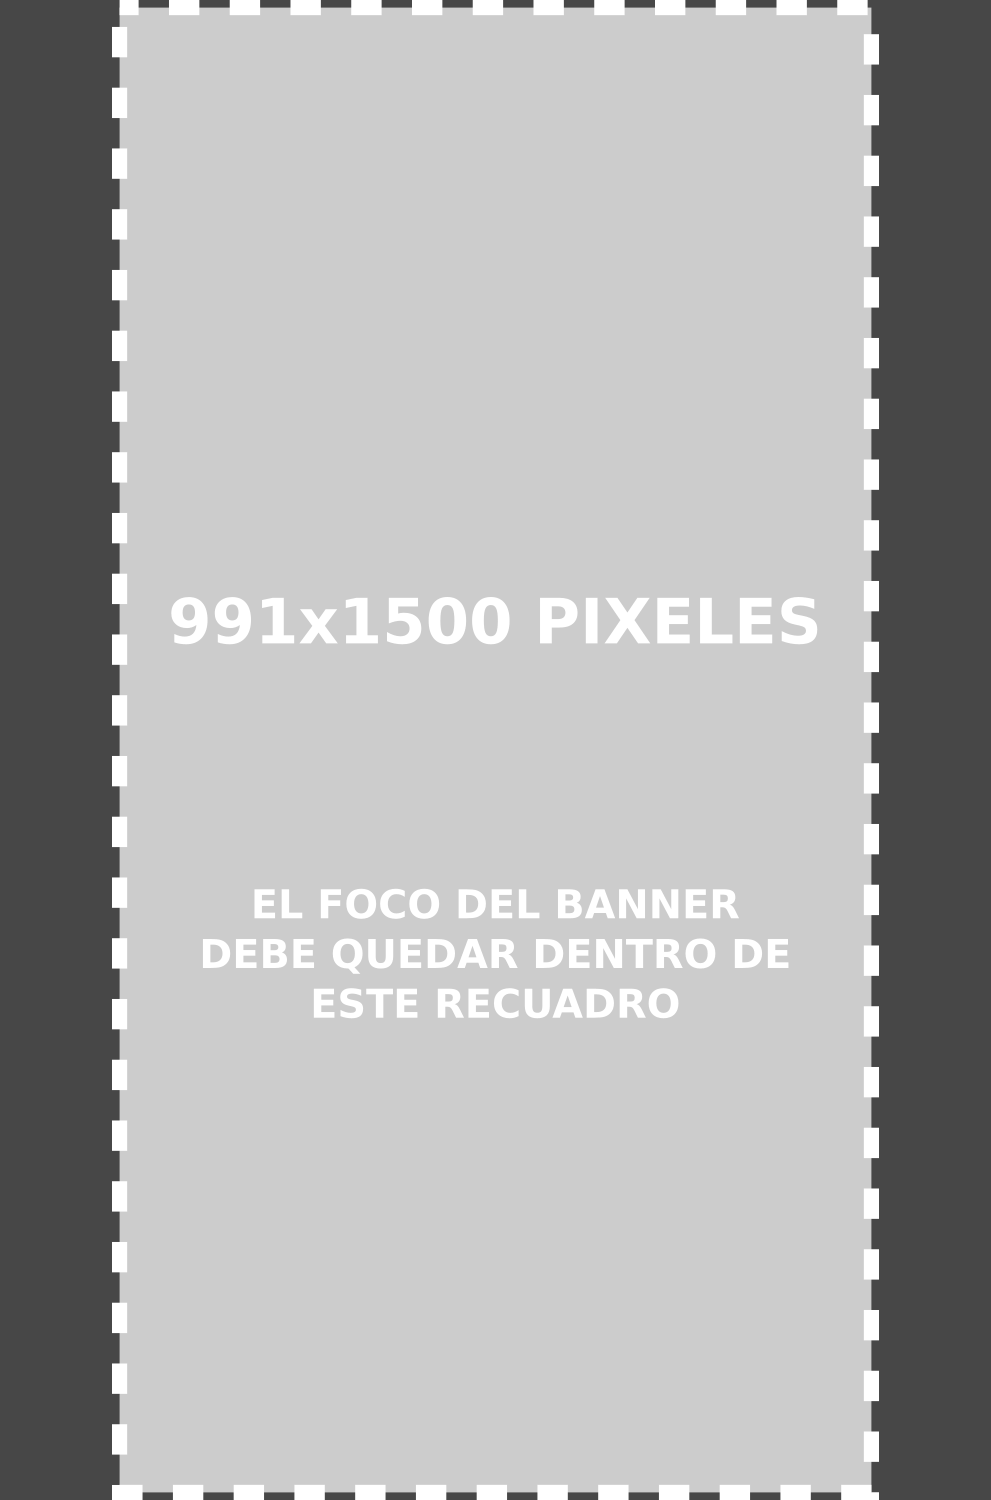 991x1500 PIXELES
EL FOCO DEL BANNER
DEBE QUEDAR DENTRO DE
ESTE RECUADRO